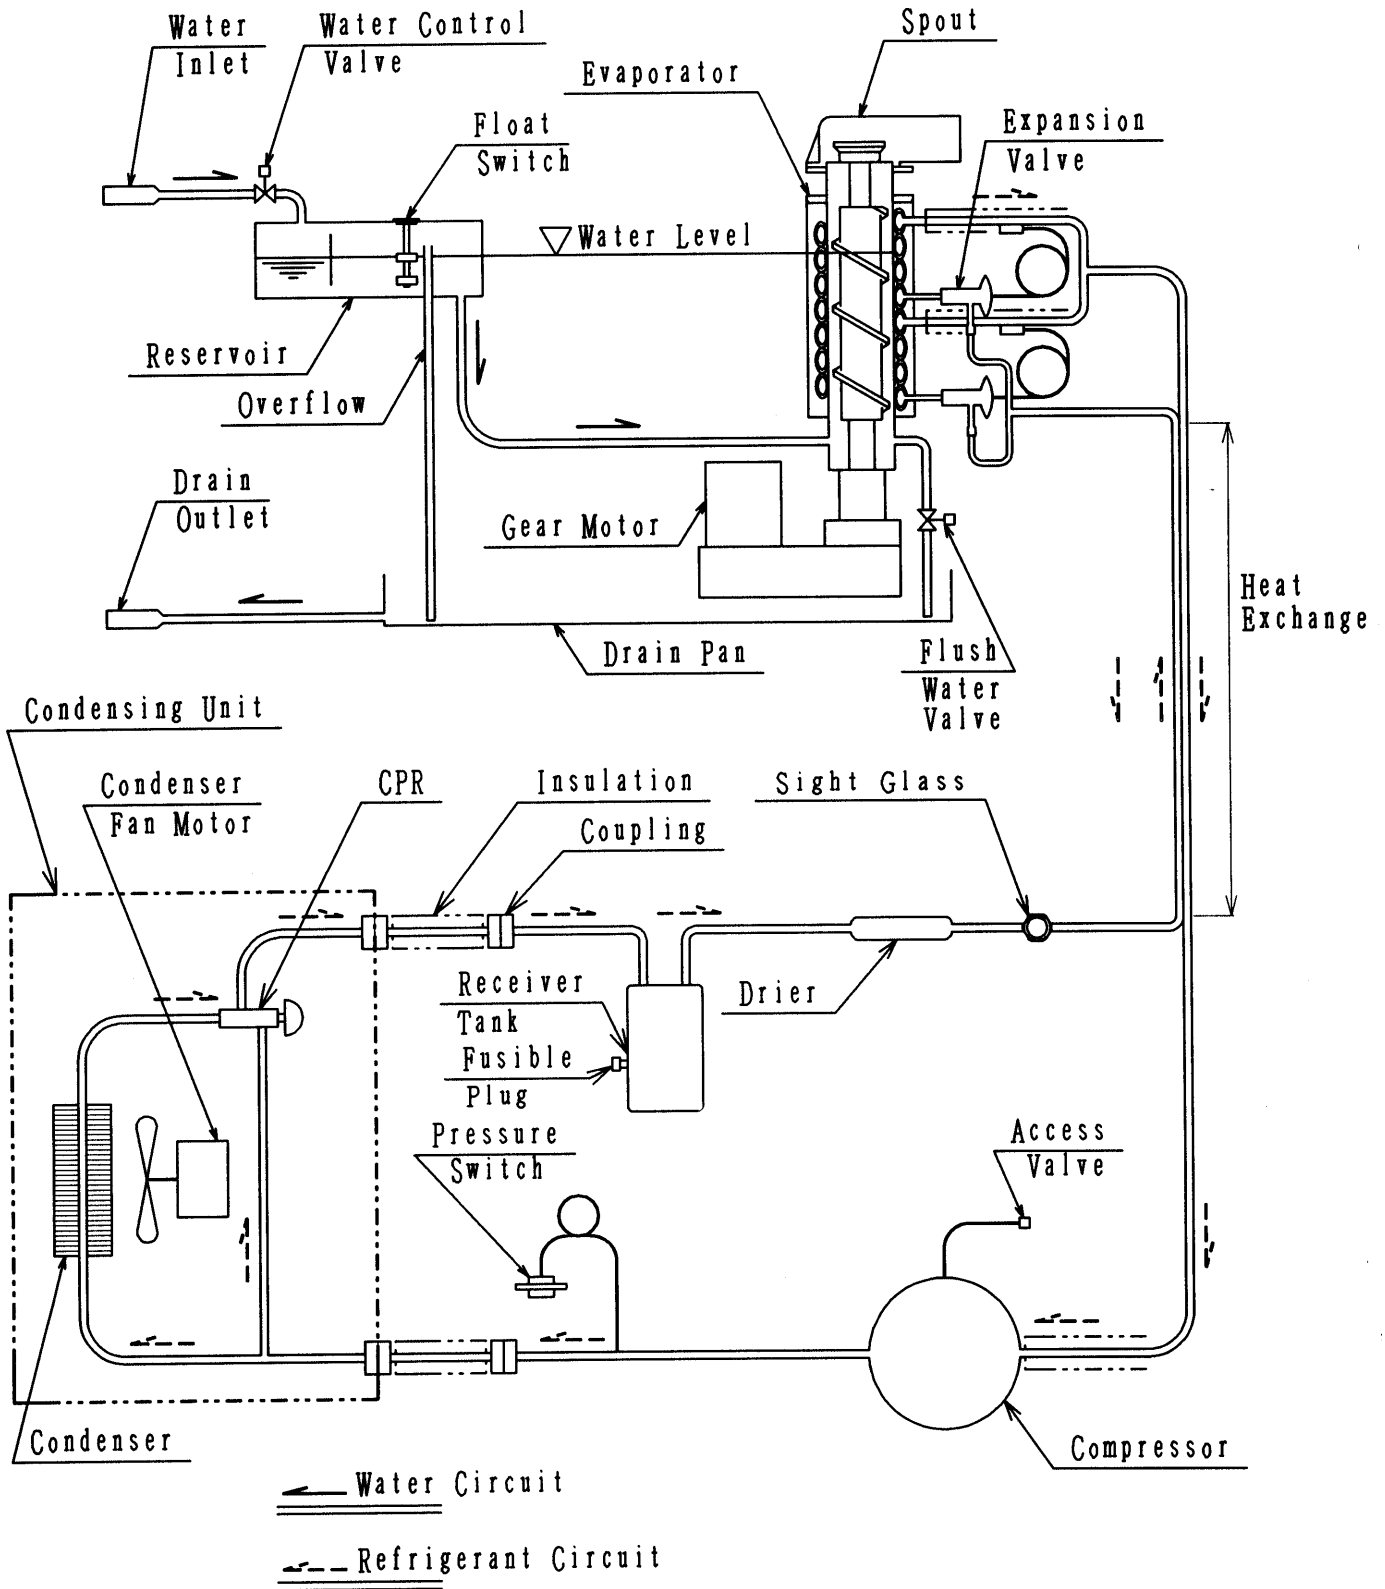 Water
Inlet
Water Control
Valve
Spout
Evaporator
Float
Switch
Expansion
Valve
Water Level
Reservoir
Overflow
Drain
Outlet
Gear Motor
Heat
Exchange
Drain Pan
Flush
Water
Valve
Condensing Unit
Condenser
Fan Motor
CPR
Insulation
Coupling
Sight Glass
Receiver
Tank
Fusible
Plug
Drier
Pressure
Switch
Access
Valve
Condenser
Compressor
Water Circuit
Refrigerant Circuit